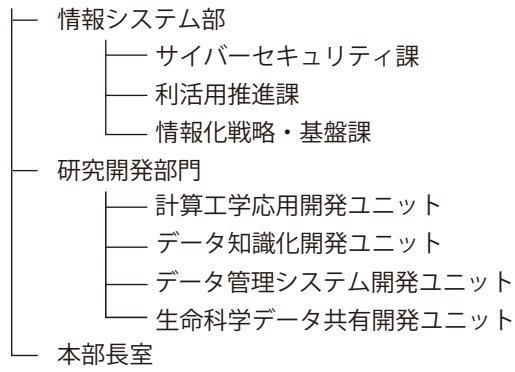 情報システム部
サイバーセキュリティ課
利活用推進課
情報化戦略・基盤課
研究開発部門
計算工学応用開発ユニット
データ知識化開発ユニット
データ管理システム開発ユニット
生命科学データ共有開発ユニット
本部長室